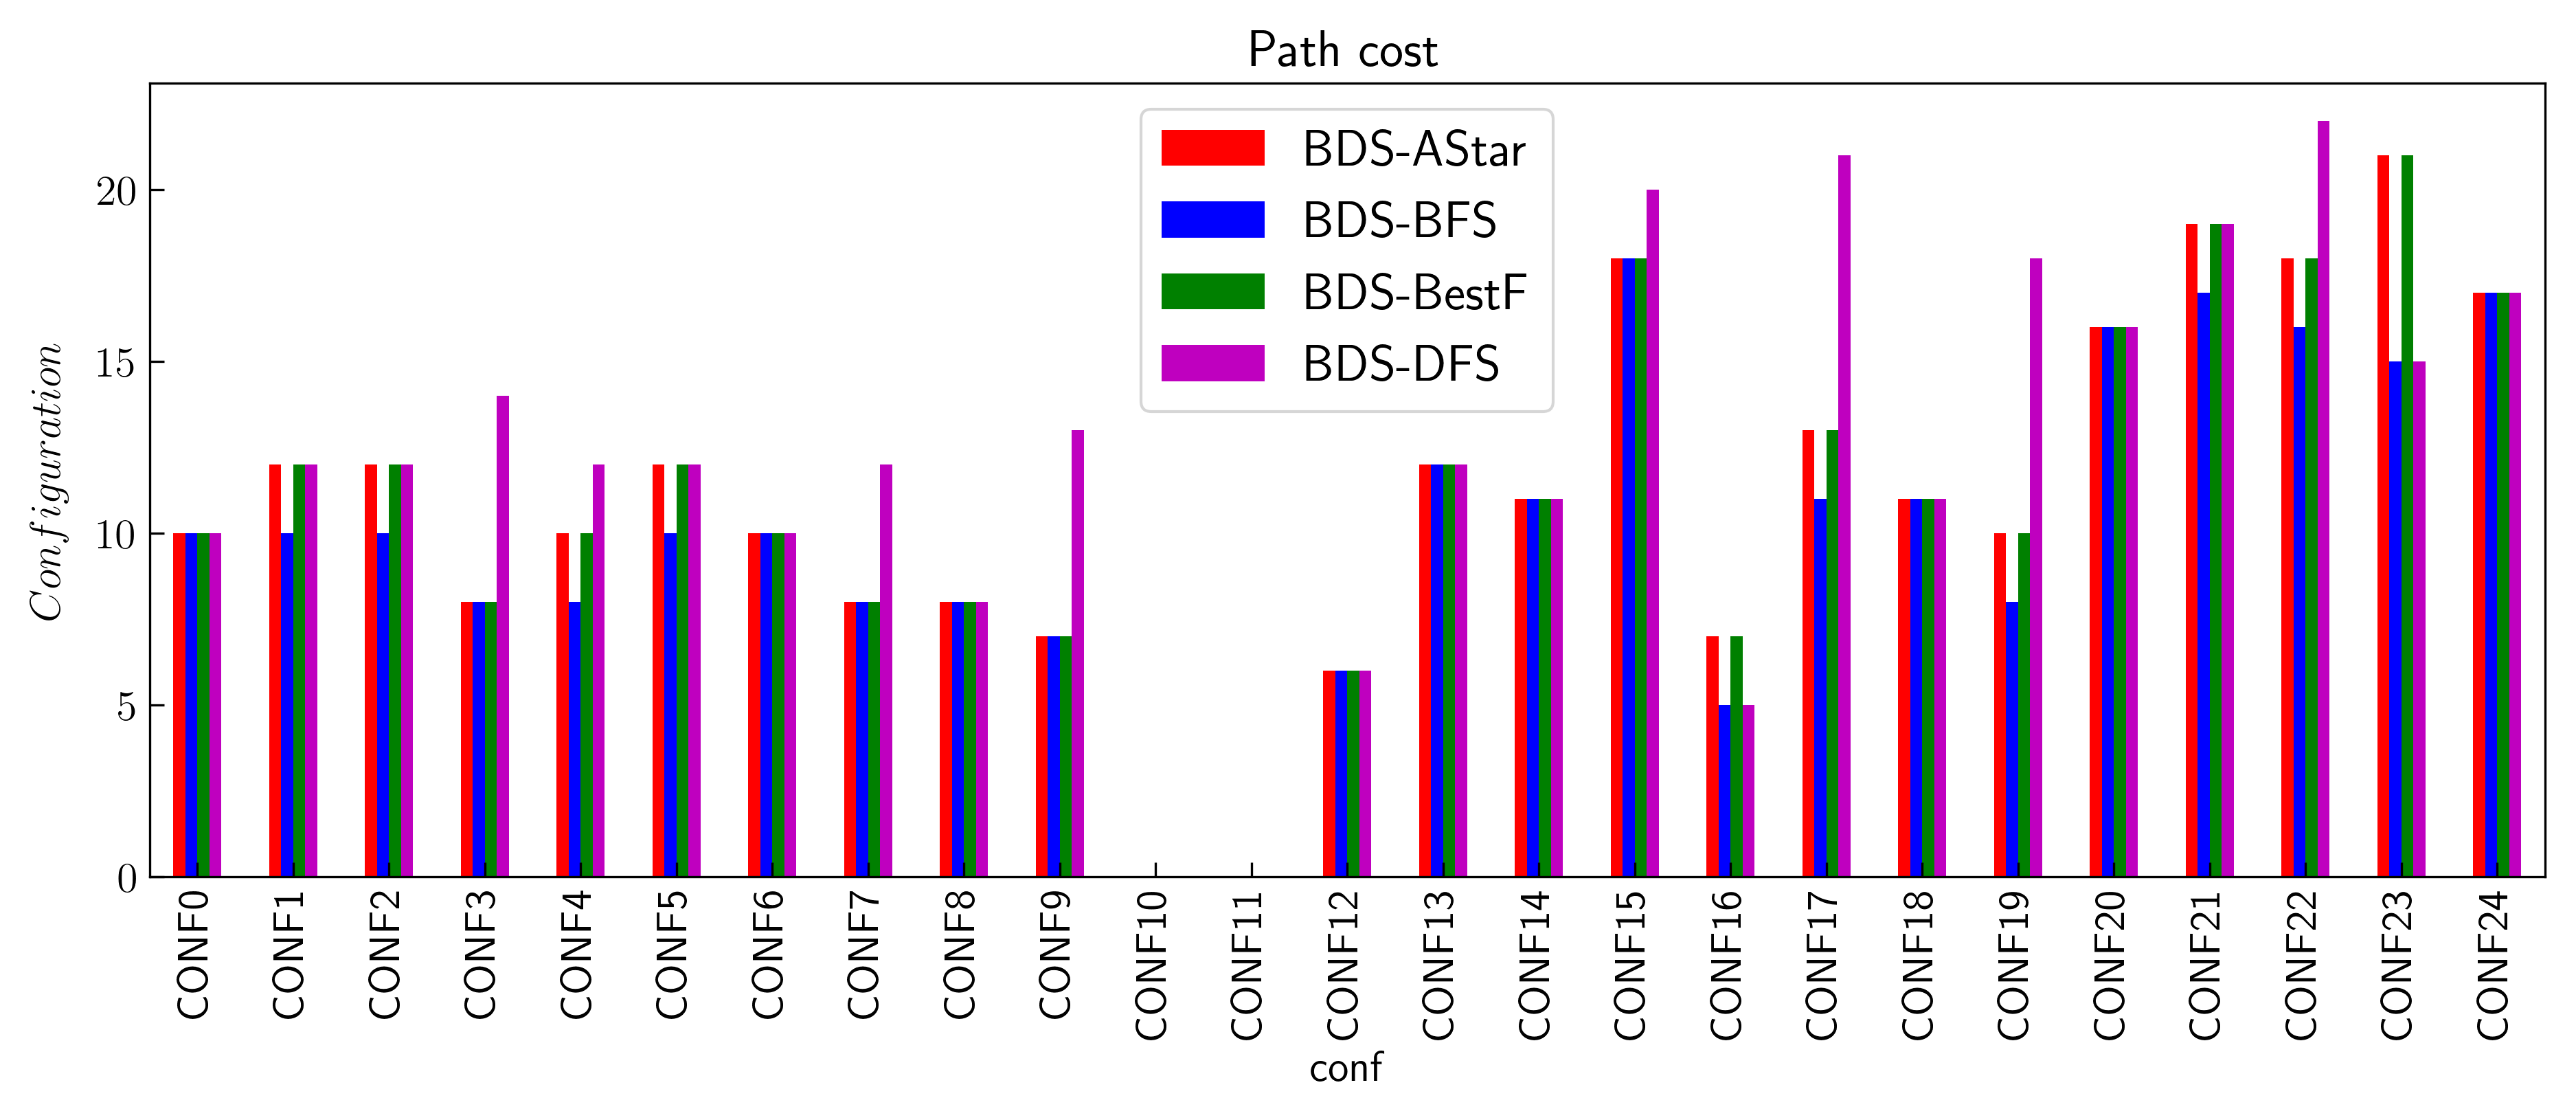 Path cost
BDS-AStar
BDS-BFS
BDS-BestF
BDS-DFS
Configuration
20
15
10
5
0
CONF0
CONF1
CONF2
CONF3
CONF4
CONF5
CONF6
CONF7
CONF8
CONF9
CONF10
CONF11
CONF12
CONF13
CONF14
CONF15
CONF16
CONF17
CONF18
CONF19
CONF20
CONF21
CONF22
CONF23
CONF24
conf